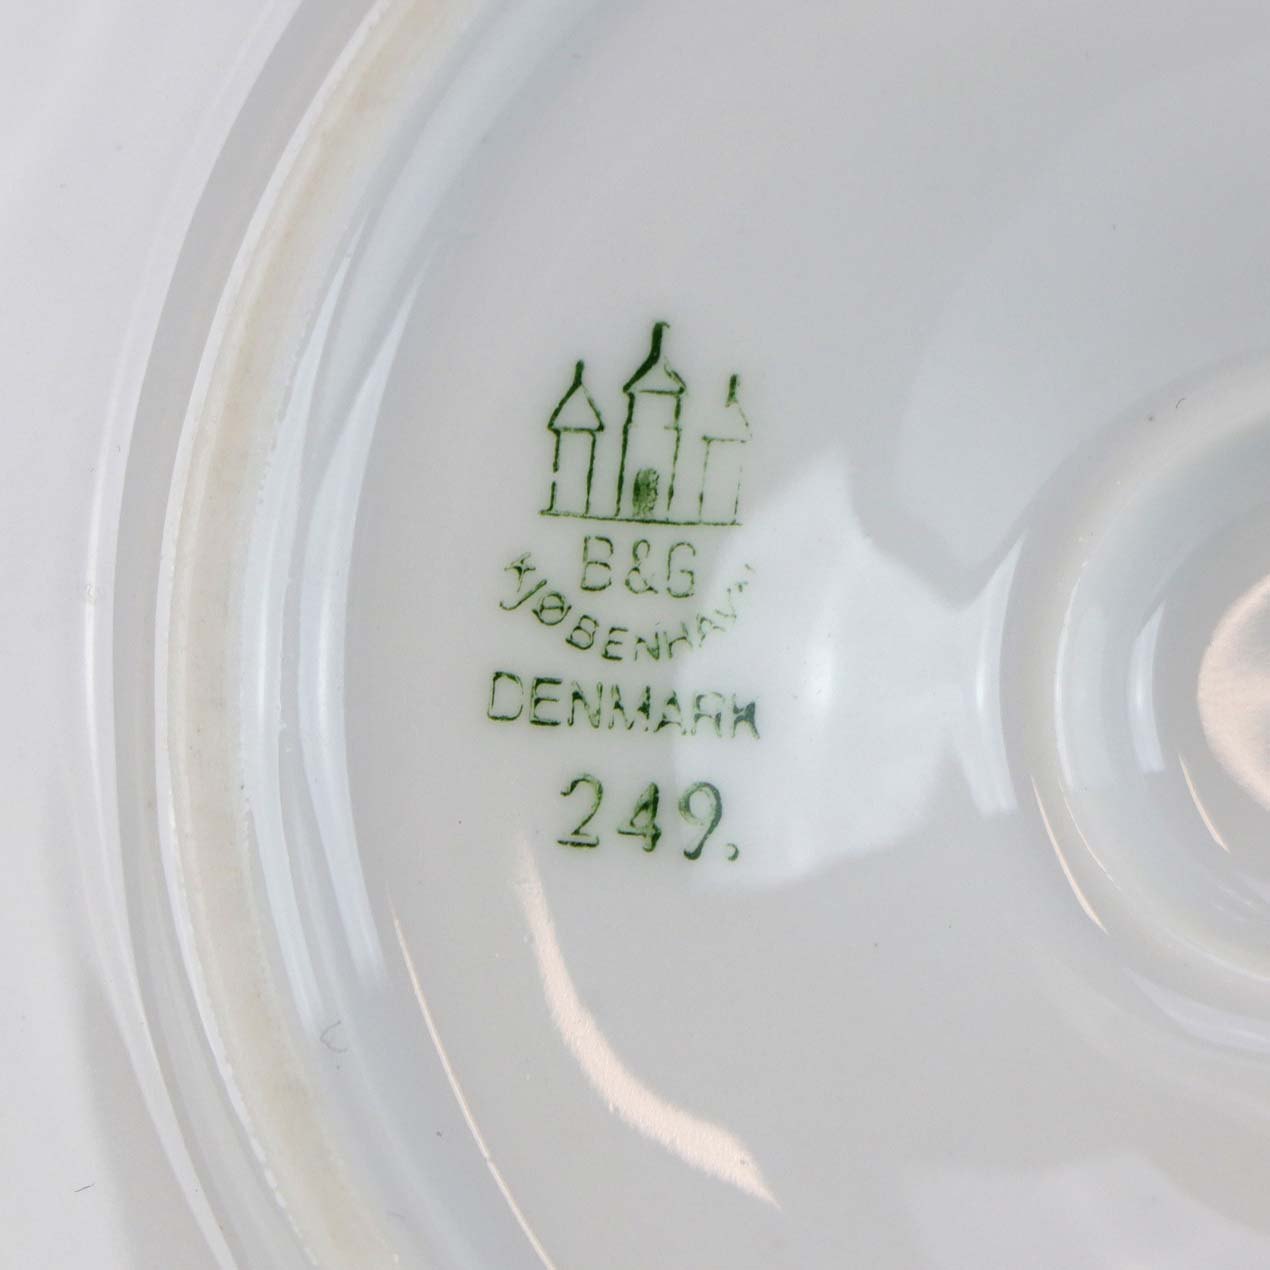 B&G
KJØBENHAVN
DENMARK
249.